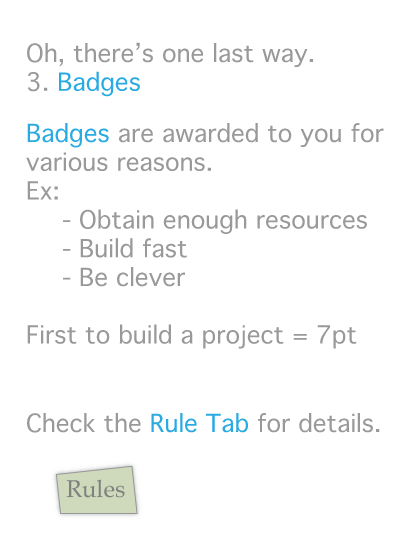 Oh, there's one last way.
3. Badges
Badges are awarded to you for
various reasons.
Ex:
- Obtain enough resources
- Build fast
- Be clever
First to build a project = 7pt
Check the Rule Tab for details.
Rules